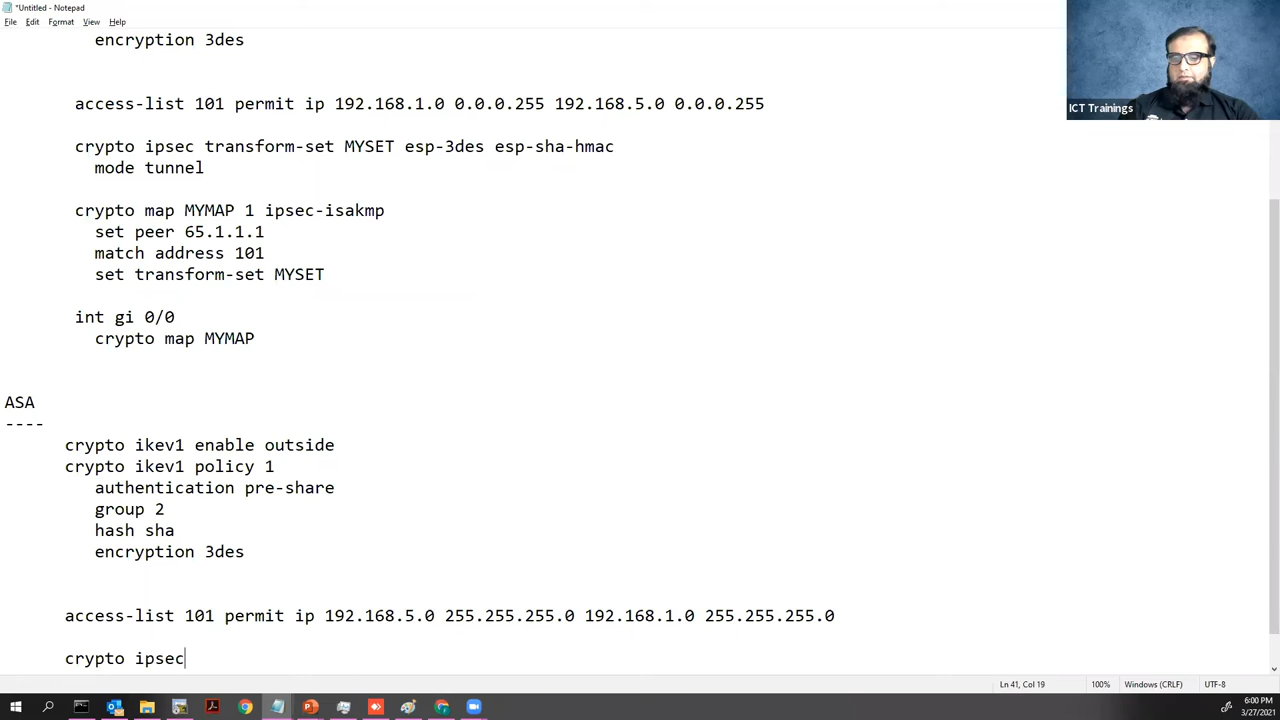 *Untitled - Notepad
File Edit Format View Help
encryption 3des
access-list 101 permit ip 192.168.1.0 0.0.0.255 192.168.5.0 0.0.0.255
crypto ipsec transform-set MYSET esp-3des esp-sha-hmac
mode tunnel
crypto map MYMAP 1 ipsec-isakmp
set peer 65.1.1.1
match address 101
set transform-set MYSET
int gi 0/0
crypto map MYMAP
ASA
----
crypto ikev1 enable outside
crypto ikev1 policy 1
authentication pre-share
group 2
hash sha
encryption 3des
access-list 101 permit ip 192.168.5.0 255.255.255.0 192.168.1.0 255.255.255.0
crypto ipsec
ICT Trainings
Ln 41, Col 19 100% Windows (CRLF) UTF-8
6:00 PM
3/27/2021